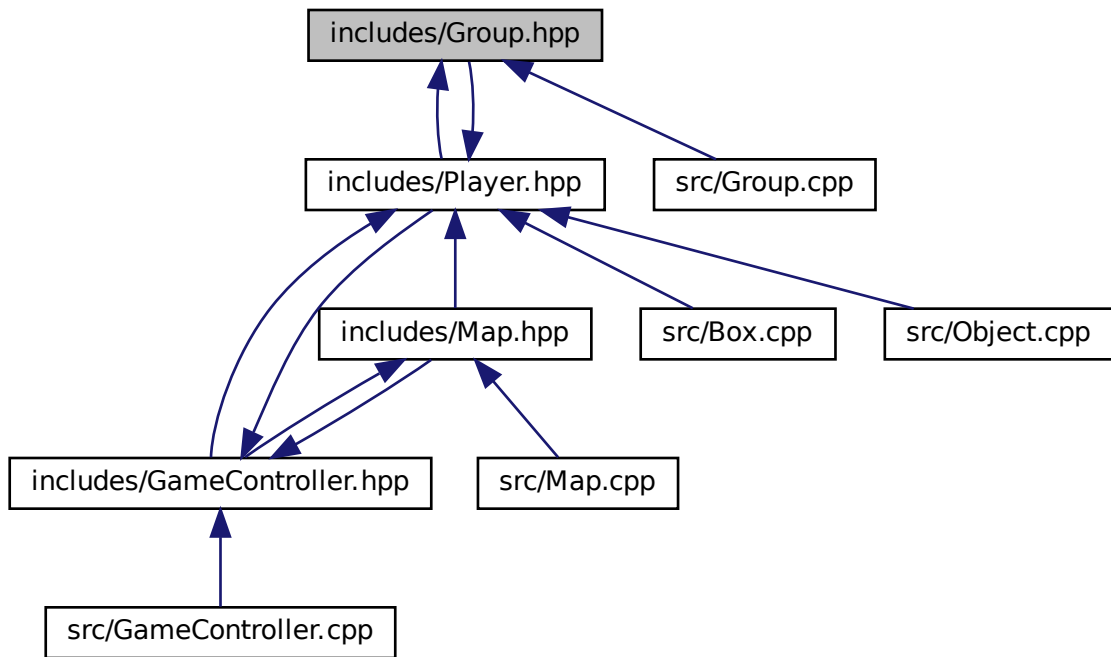 includes/Group.hpp
includes/Player.hpp
src/Group.cpp
includes/Map.hpp
src/Box.cpp
src/Object.cpp
includes/GameController.hpp
src/Map.cpp
src/GameController.cpp